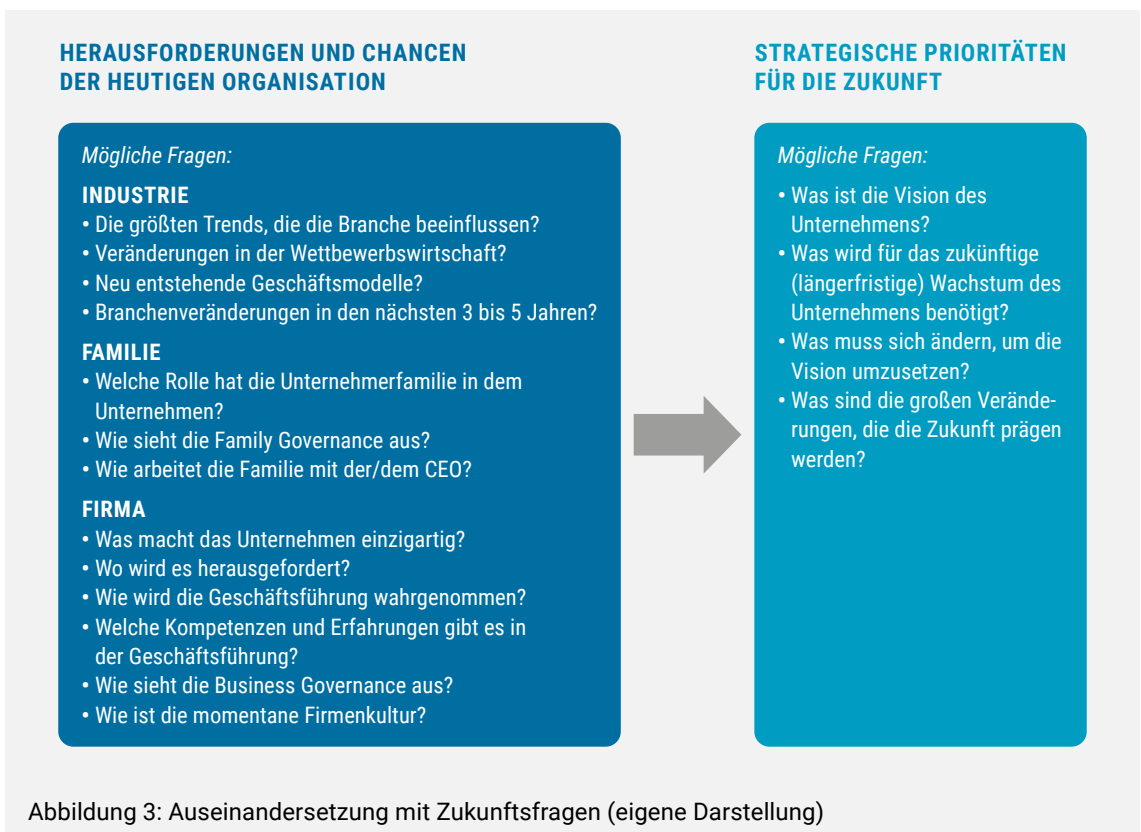 HERAUSFORDERUNGEN UND CHANCEN
DER HEUTIGEN ORGANISATION
Mögliche Fragen:
INDUSTRIE
• Die größten Trends, die die Branche beeinflussen?
• Veränderungen in der Wettbewerbswirtschaft?
• Neu entstehende Geschäftsmodelle?
• Branchenveränderungen in den nächsten 3 bis 5 Jahren?
FAMILIE
• Welche Rolle hat die Unternehmerfamilie in dem
Unternehmen?
• Wie sieht die Family Governance aus?
• Wie arbeitet die Familie mit der/dem CEO?
FIRMA
• Was macht das Unternehmen einzigartig?
• Wo wird es herausgefordert?
• Wie wird die Geschäftsführung wahrgenommen?
• Welche Kompetenzen und Erfahrungen gibt es in
der Geschäftsführung?
• Wie sieht die Business Governance aus?
• Wie ist die momentane Firmenkultur?
STRATEGISCHE PRIORITÄTEN
FÜR DIE ZUKUNFT
Mögliche Fragen:
• Was ist die Vision des
Unternehmens?
• Was wird für das zukünftige
(längerfristige) Wachstum des
Unternehmens benötigt?
• Was muss sich ändern, um die
Vision umzusetzen?
• Was sind die großen Verände-
rungen, die die Zukunft prägen
werden?
Abbildung 3: Auseinandersetzung mit Zukunftsfragen (eigene Darstellung)